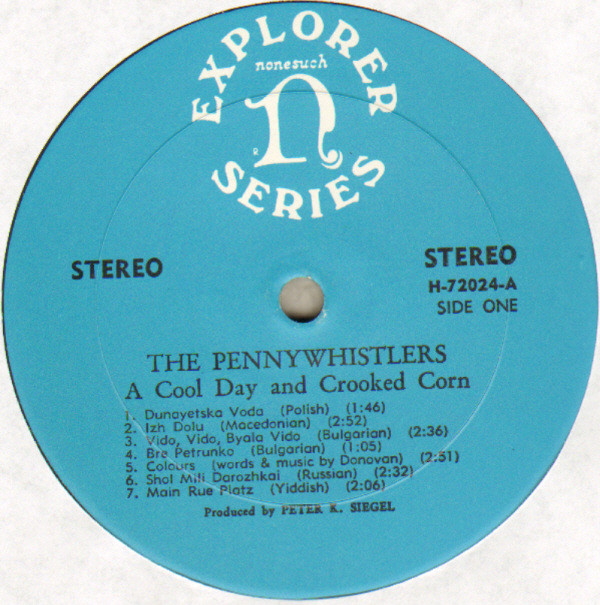 EXPLORER
nonesuch
n
R
SERIES
STEREO
STEREO
H-72024-A
SIDE ONE
THE PENNYWHISTLERS
A Cool Day and Crooked Corn
1. Dunayetska Voda (Polish) (1:46)
2. Izh Dolu (Macedonian) (2:52)
3. Vido, Vido, Byala Vido (Bulgarian) (2:36)
4. Bre Petrunko (Bulgarian) (1:05)
5. Colours (words & music by Donovan) (2:51)
6. Shol Mili Darozhkai (Russian) (2:32)
7. Main Rue Platz (Yiddish) (2:06)
Produced by PETER K. SIEGEL